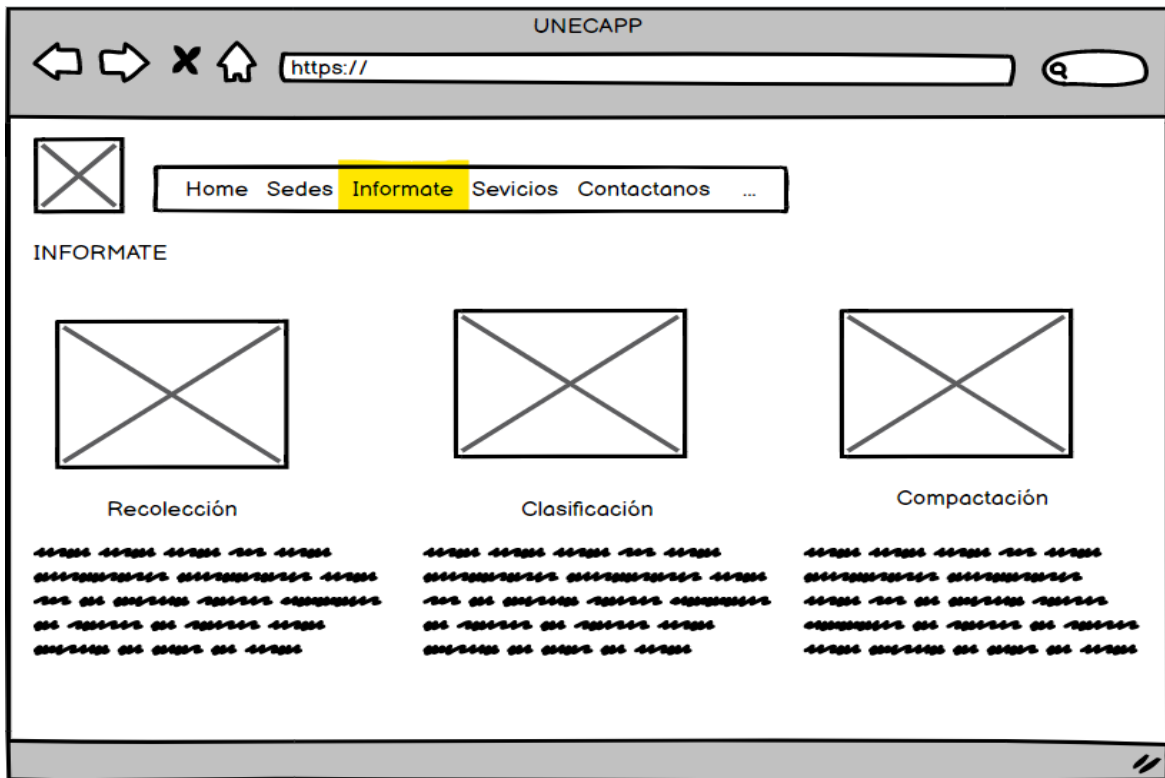 UNECAPP
https://
Home Sedes Informate Sevicios Contactanos ...
INFORMATE
Recolección
Clasificación
Compactación